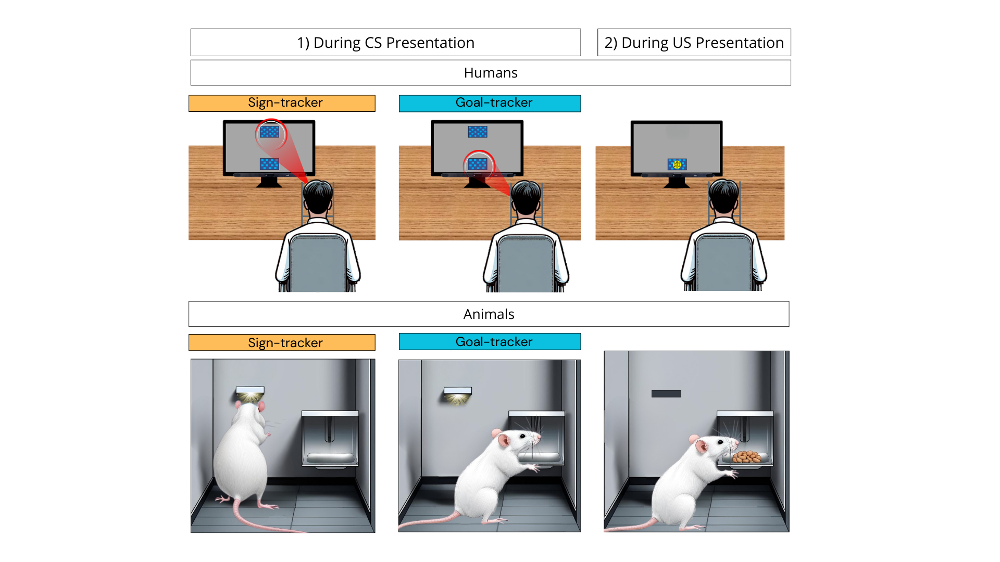 1) During CS Presentation
2) During US Presentation
Humans
Sign-tracker
Goal-tracker
Animals
Sign-tracker
Goal-tracker